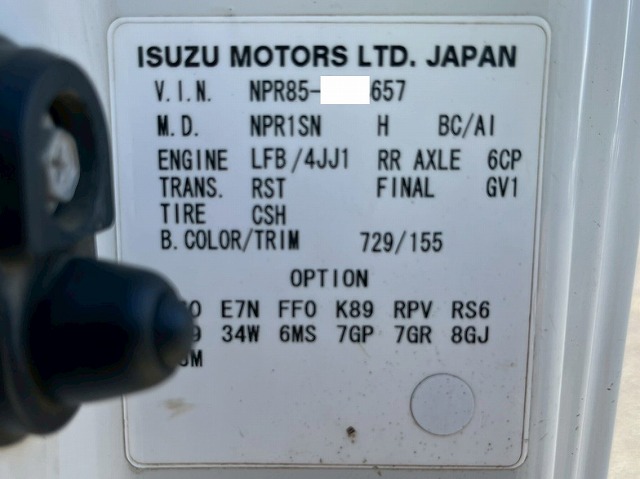 ISUZU MOTORS LTD. JAPAN
V.I.N. NPR85- 657
M.D. NPR1SN H BC/AI
ENGINE LFB/4JJ1 RR AXLE 6CP
TRANS. RST FINAL GV1
TIRE CSH
B.COLOR/TRIM 729/155
OPTION
E7N FF0 K89 RPV RS6
34W 6MS 7GP 7GR 8GJ